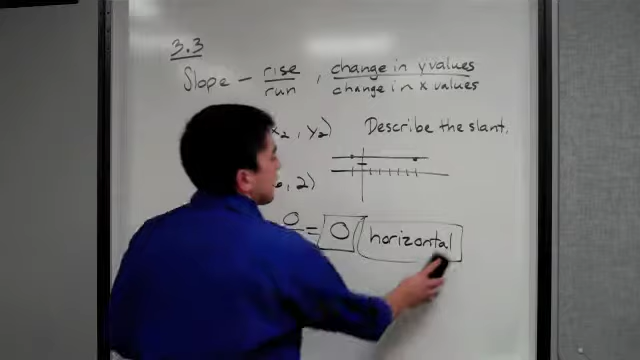 3.3
Slope – rise/run, change in y values/change in x values
x₂, y₂) Describe the slant.
, 2)
0 = 0 horizontal